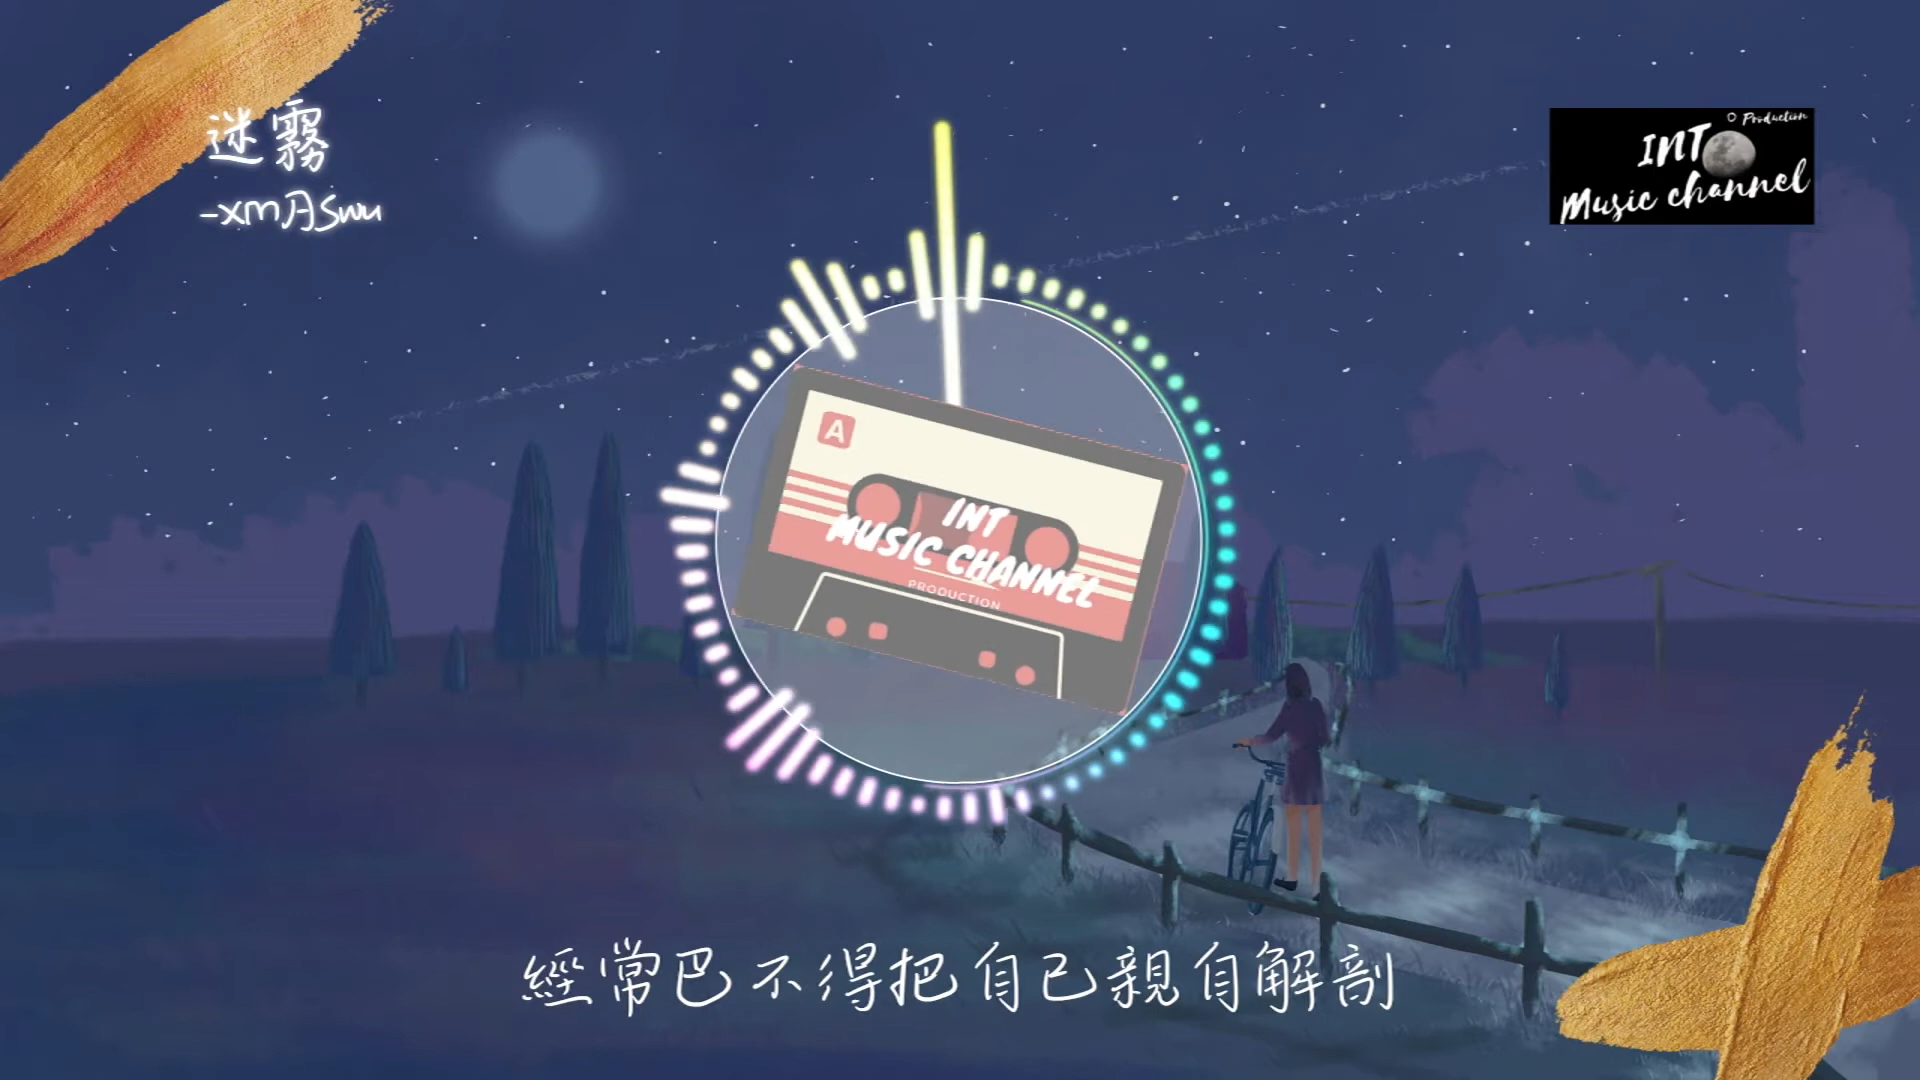 迷霧
-XM月Swu
O Production
INT
Music channel
A
INT
MUSIC CHANNEL
PRODUCTION
經常巴不得把自己親自解剖